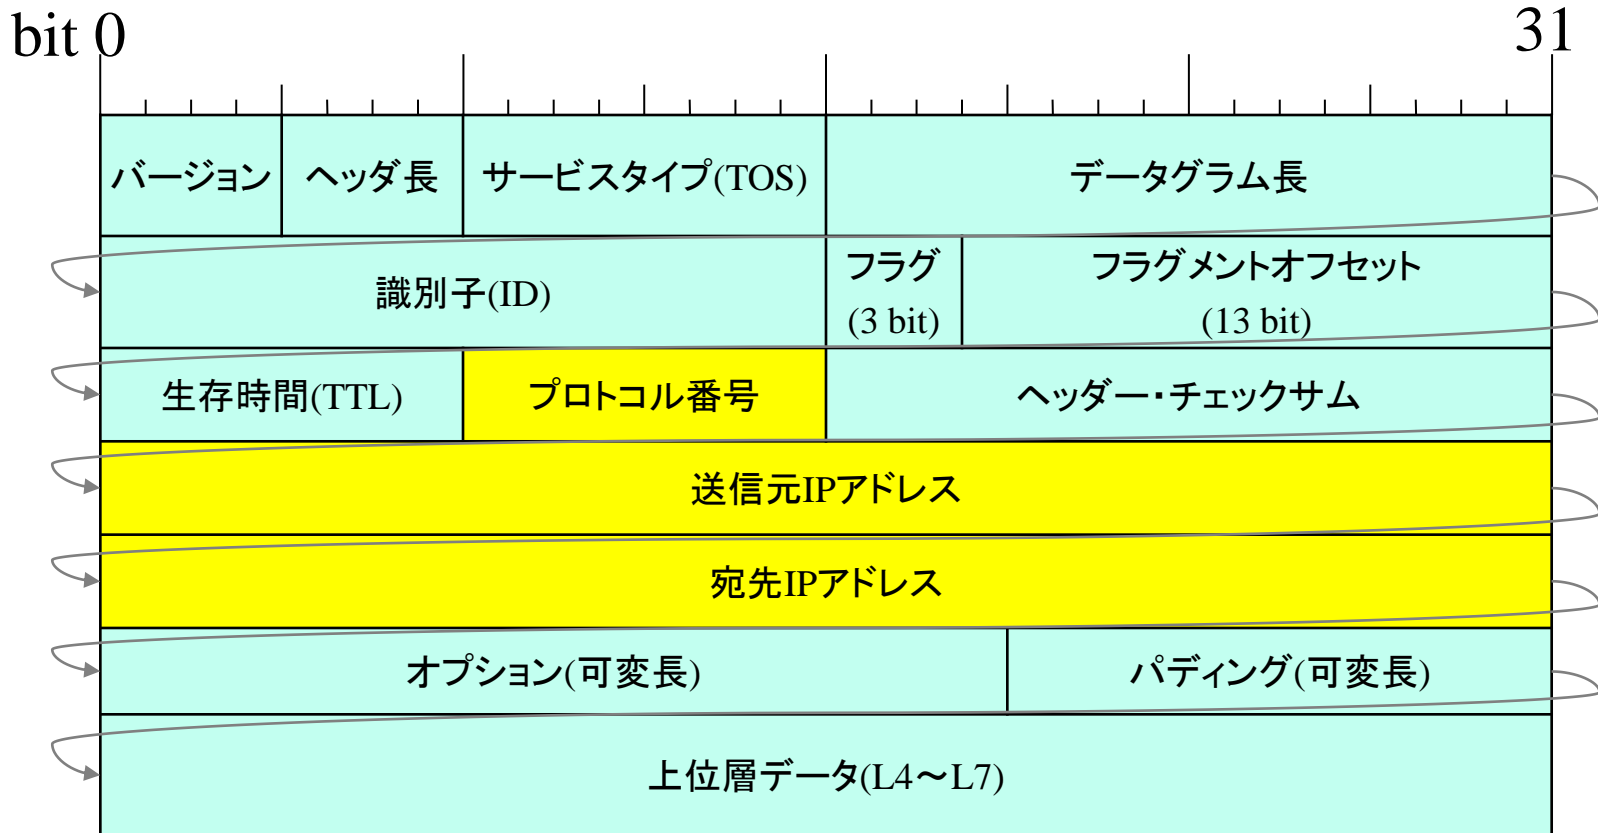 bit 0
31
バージョン
ヘッダ長
サービスタイプ(TOS)
データグラム長
識別子(ID)
フラグ
(3 bit)
フラグメントオフセット
(13 bit)
生存時間(TTL)
プロトコル番号
ヘッダー・チェックサム
送信元IPアドレス
宛先IPアドレス
オプション(可変長)
パディング(可変長)
上位層データ(L4～L7)